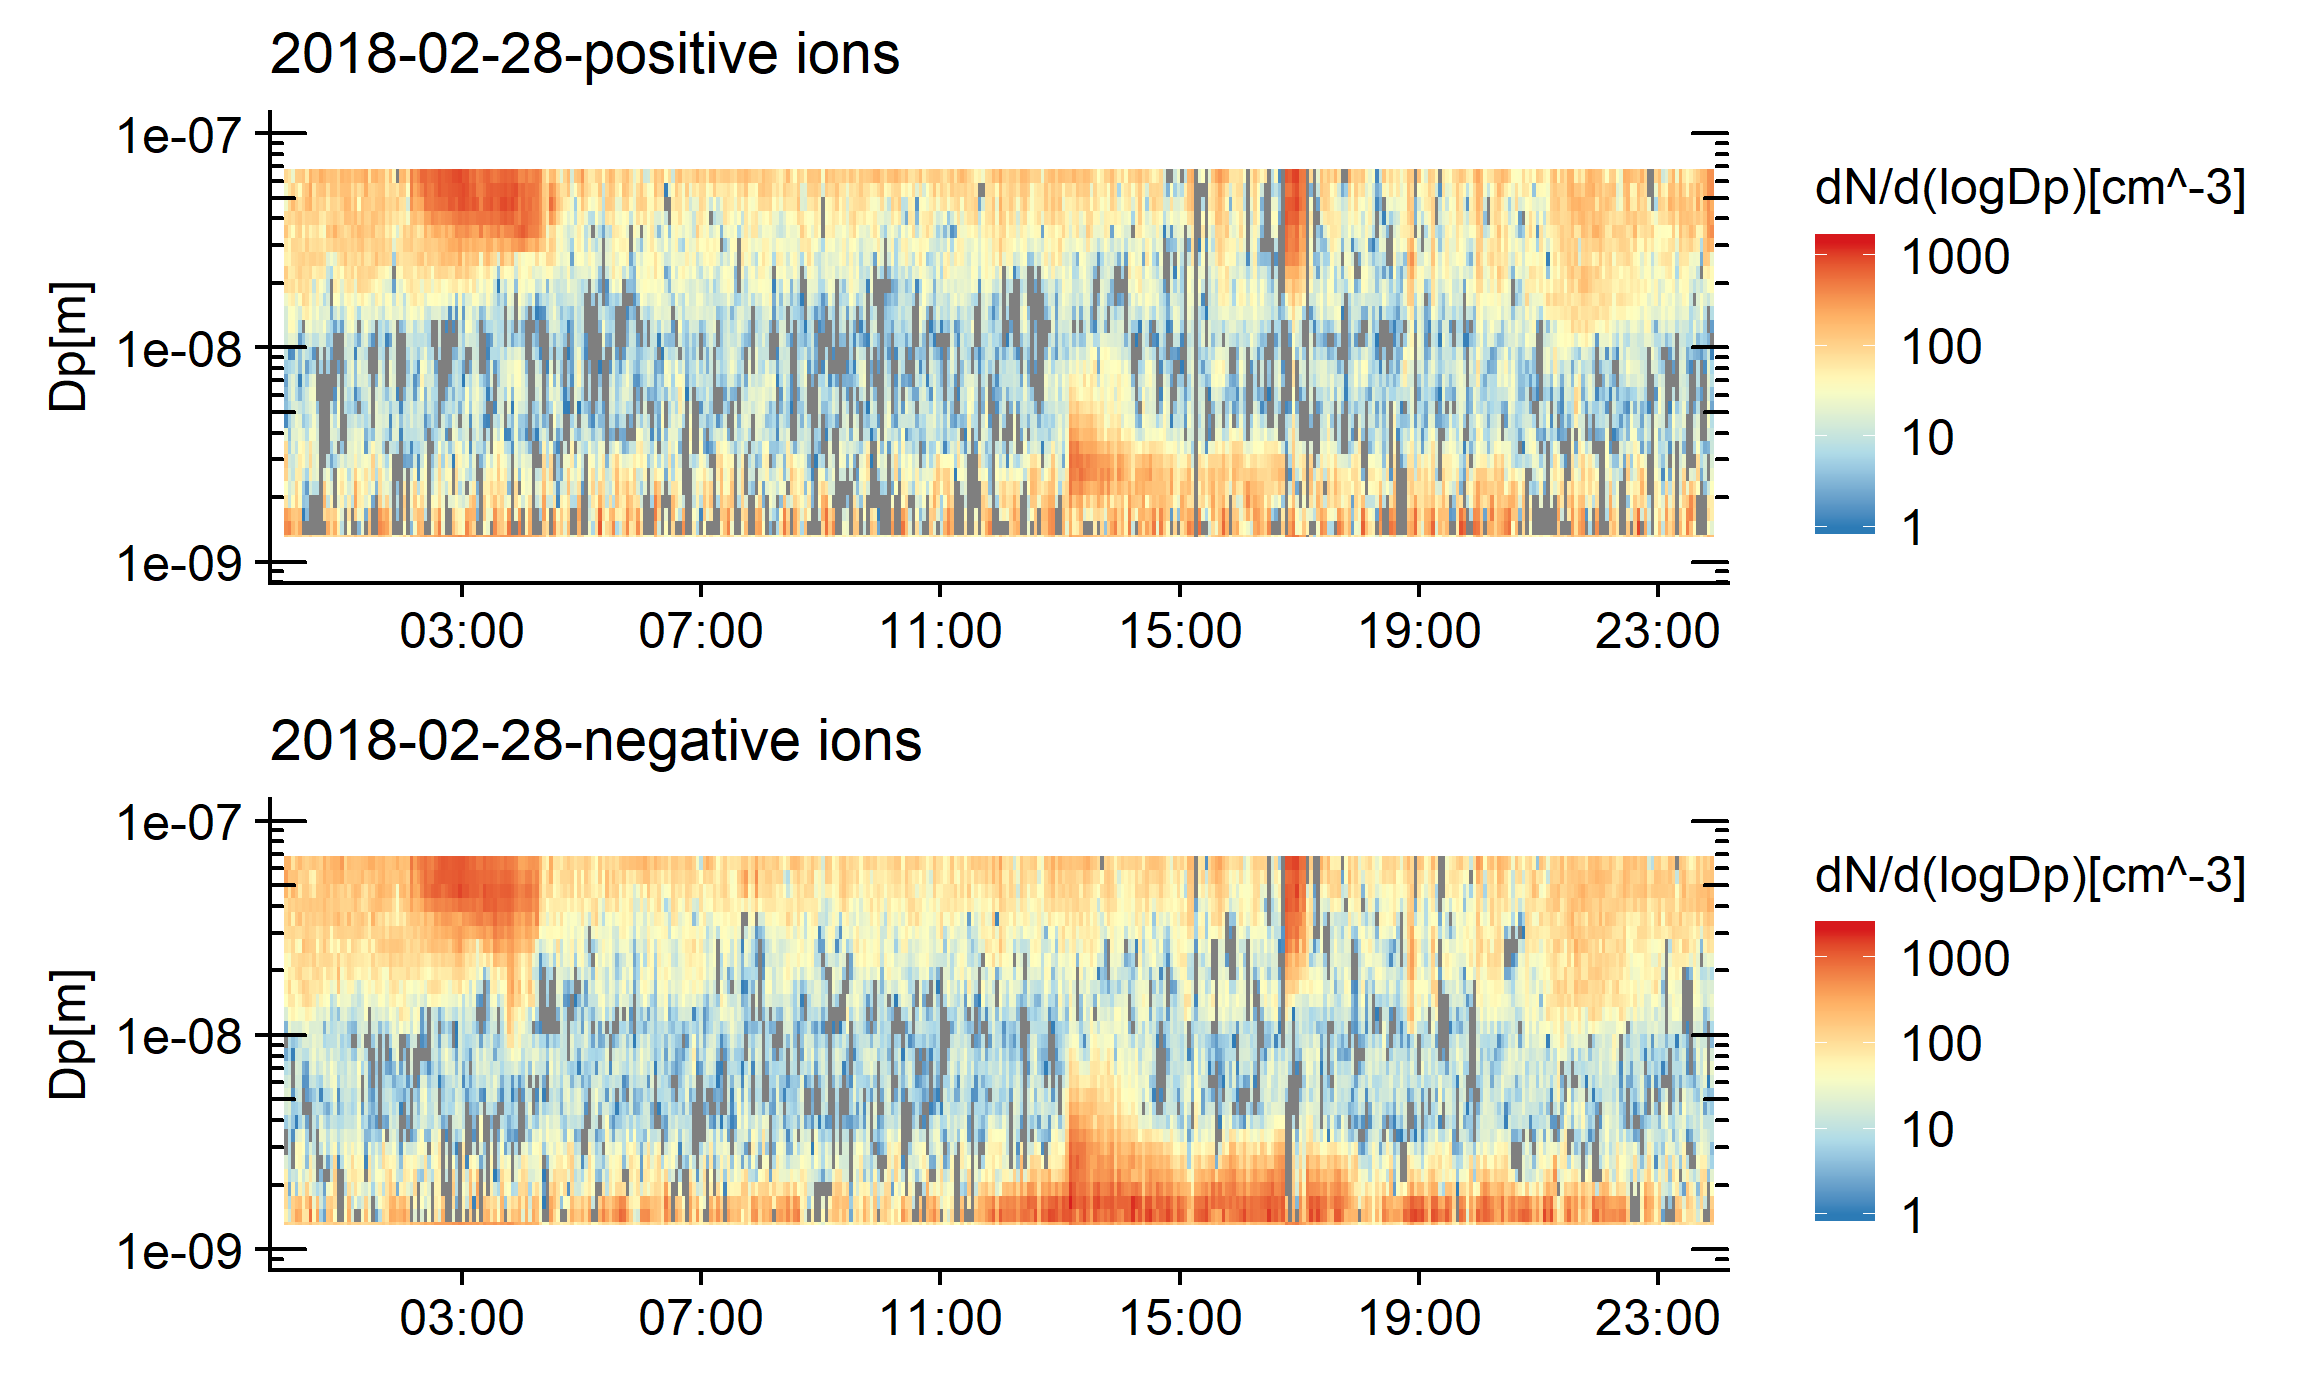 2018-02-28-positive ions
1e-07
1e-08
1e-09
Dp[m]
03:00 07:00 11:00 15:00 19:00 23:00
dN/d(logDp)[cm^-3]
1000
100
10
1
2018-02-28-negative ions
1e-07
1e-08
1e-09
Dp[m]
03:00 07:00 11:00 15:00 19:00 23:00
dN/d(logDp)[cm^-3]
1000
100
10
1